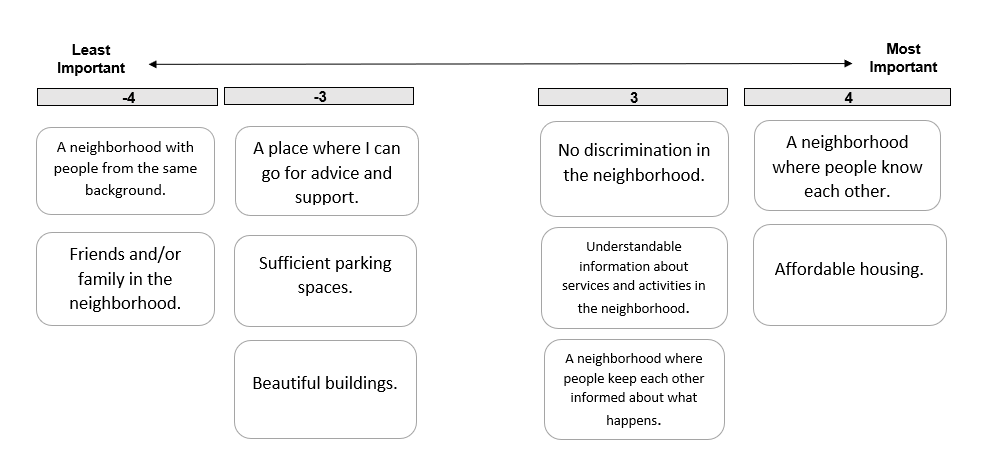 Least
Important
Most
Important
-4
-3
3
4
A neighborhood with
people from the same
background.
Friends and/or
family in the
neighborhood.
A place where I can
go for advice and
support.
Sufficient parking
spaces.
Beautiful buildings.
No discrimination in
the neighborhood.
Understandable
information about
services and activities in
the neighborhood.
A neighborhood where
people keep each other
informed about what
happens.
A neighborhood
where people know
each other.
Affordable housing.